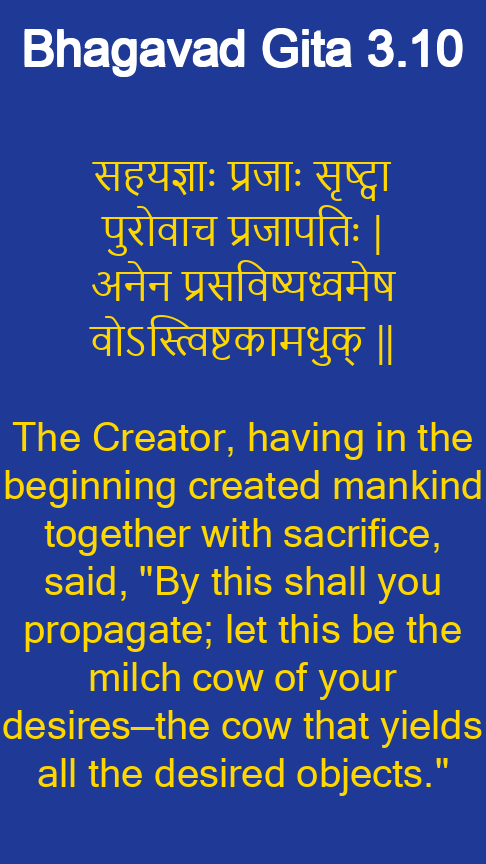 Bhagavad Gita 3.10
सहयज्ञाः प्रजाः सृष्ट्वा
पुरोवाच प्रजापतिः |
अनेन प्रसविष्यध्वमेष
वोऽस्त्विष्टकामधुक् ||
The Creator, having in the
beginning created mankind
together with sacrifice,
said, "By this shall you
propagate; let this be the
milch cow of your
desires—the cow that yields
all the desired objects."